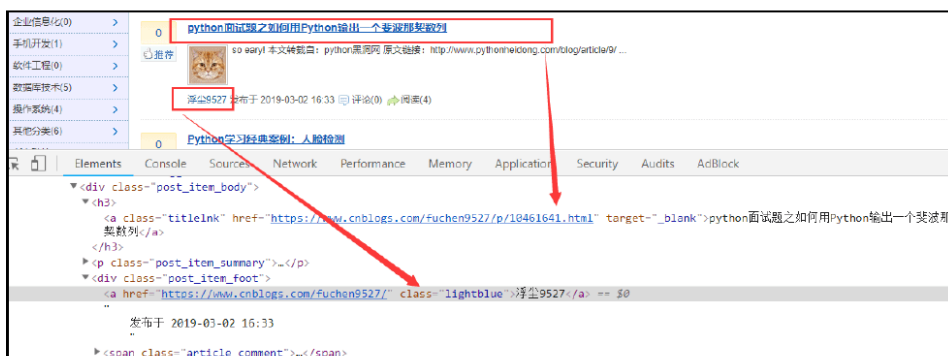 企业信息化(0)
手机开发(1)
软件工程(0)
数据库技术(5)
操作系统(4)
其他分类(6)
0
推荐
python面试题之如何用Python输出一个斐波那契数列
so eary! 本文转载自：python黑洞网 原文链接：http://www.pythonheidong.com/blog/article/9/ ...
浮尘9527 发布于 2019-03-02 16:33 评论(0) 阅读(4)
0
Python学习经典案例：人脸检测
Elements Console Sources Network Performance Memory Application Security Audits AdBlock
▼<div class="post_item_body">
▼<h3>
<a class="titlelnk" href="https://www.cnblogs.com/fuchen9527/p/10461641.html" target="_blank">python面试题之如何用Python输出一个斐波那
契数列</a>
</h3>
▶<p class="post_item_summary">…</p>
▼<div class="post_item_foot">
<a href="https://www.cnblogs.com/fuchen9527/" class="lightblue">浮尘9527</a> == $0
"
发布于 2019-03-02 16:33
"
▶<span class="article_comment">…</span>